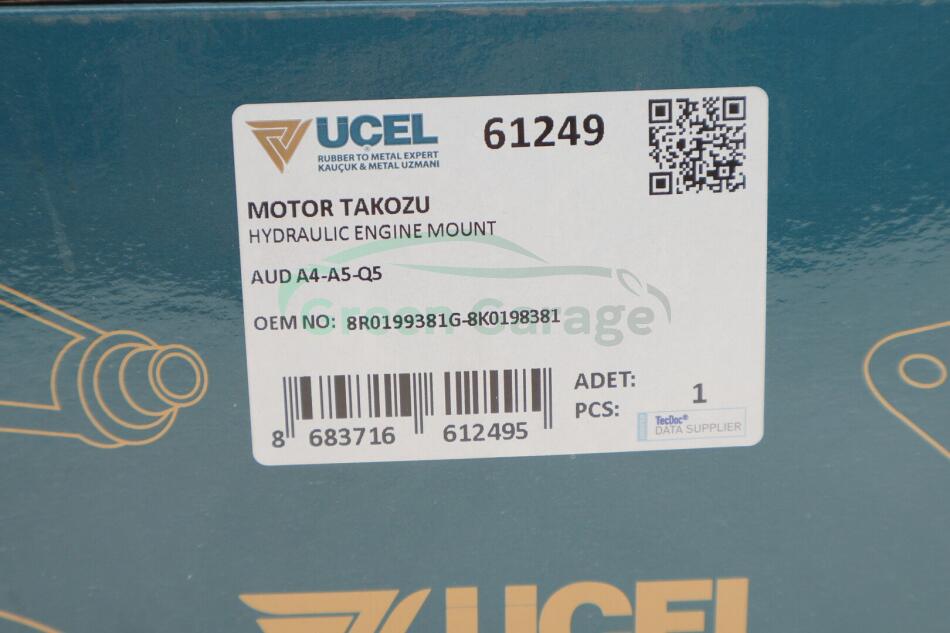 UÇEL
®
RUBBER TO METAL EXPERT
KAUÇUK & METAL UZMANI
61249
MOTOR TAKOZU
HYDRAULIC ENGINE MOUNT
AUD A4-A5-Q5
Green Garage
OEM NO: 8R0199381G-8K0198381
8 683716 612495
ADET:
PCS:
1
TecDoc®
DATA SUPPLIER
UCEL